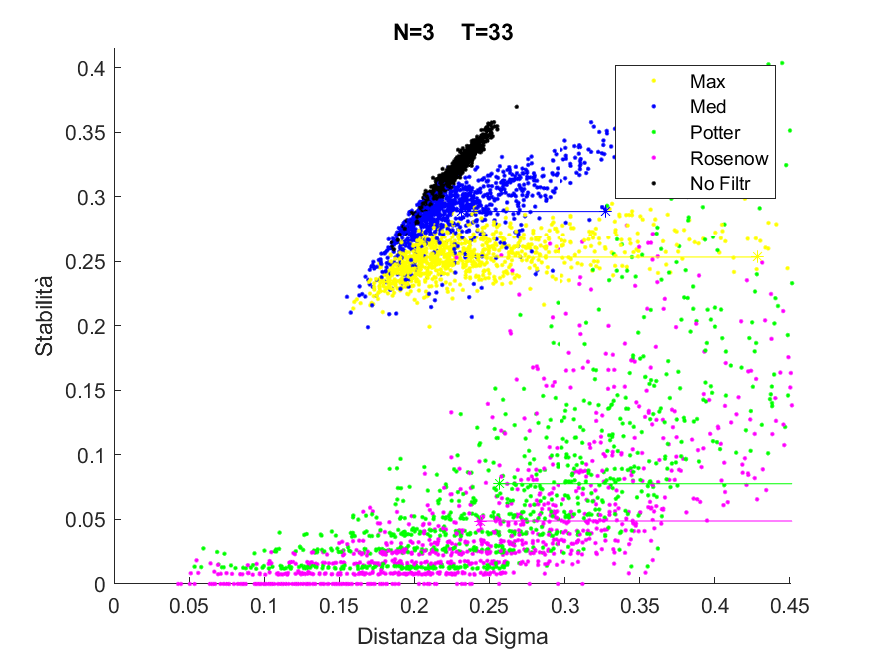 N=3 T=33
0.4
0.35
0.3
0.25
0.2
0.15
0.1
0.05
0
Stabilità
Max
Med
Potter
Rosenow
No Filtr
0 0.05 0.1 0.15 0.2 0.25 0.3 0.35 0.4 0.45
Distanza da Sigma